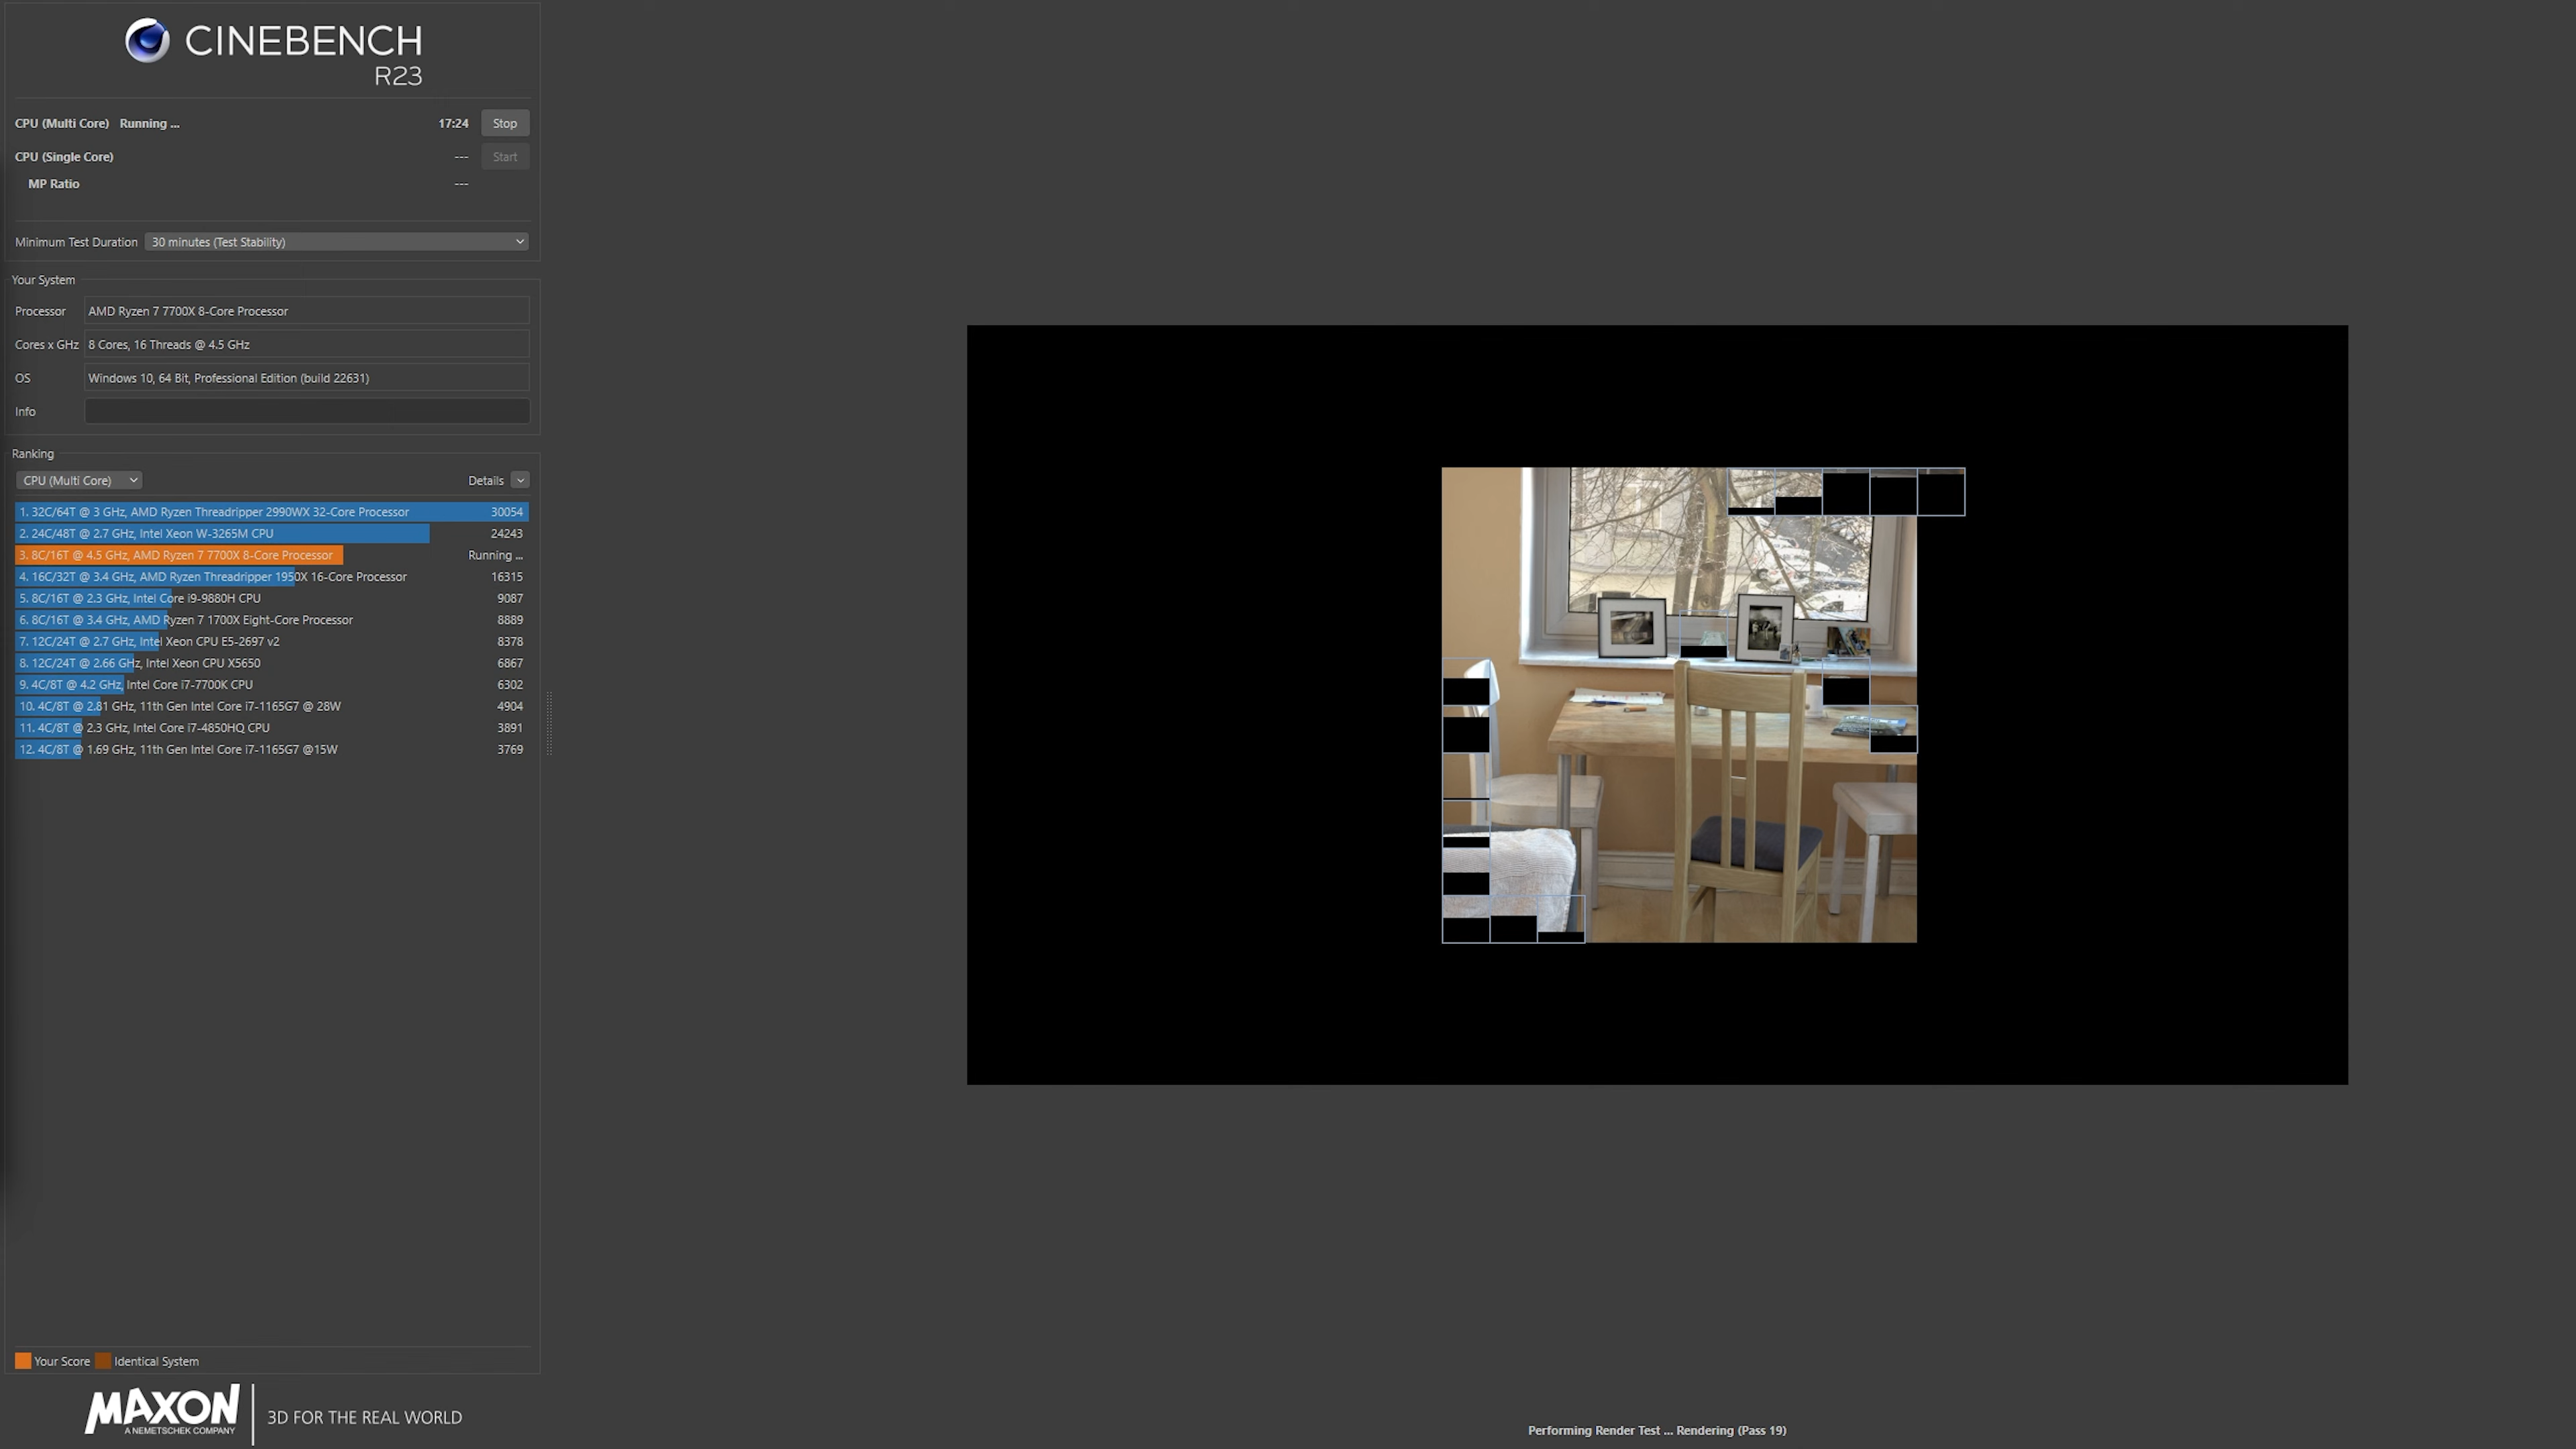 CINEBENCH
R23
CPU (Multi Core) Running ... 17:24 Stop
CPU (Single Core) --- Start
MP Ratio ---
Minimum Test Duration 30 minutes (Test Stability)
Your System
Processor AMD Ryzen 7 7700X 8-Core Processor
Cores x GHz 8 Cores, 16 Threads @ 4.5 GHz
OS Windows 10, 64 Bit, Professional Edition (build 22631)
Info
Ranking
CPU (Multi Core) Details
1. 32C/64T @ 3 GHz, AMD Ryzen Threadripper 2990WX 32-Core Processor 30054
2. 24C/48T @ 2.7 GHz, Intel Xeon W-3265M CPU 24243
3. 8C/16T @ 4.5 GHz, AMD Ryzen 7 7700X 8-Core Processor Running ...
4. 16C/32T @ 3.4 GHz, AMD Ryzen Threadripper 1950X 16-Core Processor 16315
5. 8C/16T @ 2.3 GHz, Intel Core i9-9880H CPU 9087
6. 8C/16T @ 3.4 GHz, AMD Ryzen 7 1700X Eight-Core Processor 8889
7. 12C/24T @ 2.7 GHz, Intel Xeon CPU E5-2697 v2 8378
8. 12C/24T @ 2.66 GHz, Intel Xeon CPU X5650 6867
9. 4C/8T @ 4.2 GHz, Intel Core i7-7700K CPU 6302
10. 4C/8T @ 2.81 GHz, 11th Gen Intel Core i7-1165G7 @ 28W 4904
11. 4C/8T @ 2.3 GHz, Intel Core i7-4850HQ CPU 3891
12. 4C/8T @ 1.69 GHz, 11th Gen Intel Core i7-1165G7 @15W 3769
Your Score Identical System
MAXON
A NEMETSCHEK COMPANY
3D FOR THE REAL WORLD
Performing Render Test ... Rendering (Pass 19)